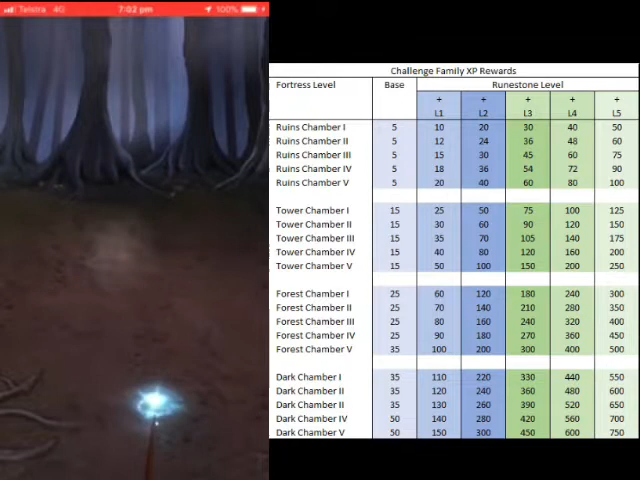 Telstra 4G 7:02 pm 100%
Challenge Family XP Rewards
Fortress Level Base Runestone Level
+ + + + +
L1 L2 L3 L4 L5
Ruins Chamber I 5 10 20 30 40 50
Ruins Chamber II 5 12 24 36 48 60
Ruins Chamber III 5 15 30 45 60 75
Ruins Chamber IV 5 18 36 54 72 90
Ruins Chamber V 5 20 40 60 80 100
Tower Chamber I 15 25 50 75 100 125
Tower Chamber II 15 30 60 90 120 150
Tower Chamber III 15 35 70 105 140 175
Tower Chamber IV 15 40 80 120 160 200
Tower Chamber V 15 50 100 150 200 250
Forest Chamber I 25 60 120 180 240 300
Forest Chamber II 25 70 140 210 280 350
Forest Chamber III 25 80 160 240 320 400
Forest Chamber IV 25 90 180 270 360 450
Forest Chamber V 35 100 200 300 400 500
Dark Chamber I 35 110 220 330 440 550
Dark Chamber II 35 120 240 360 480 600
Dark Chamber II 35 130 260 390 520 650
Dark Chamber IV 50 140 280 420 560 700
Dark Chamber V 50 150 300 450 600 750